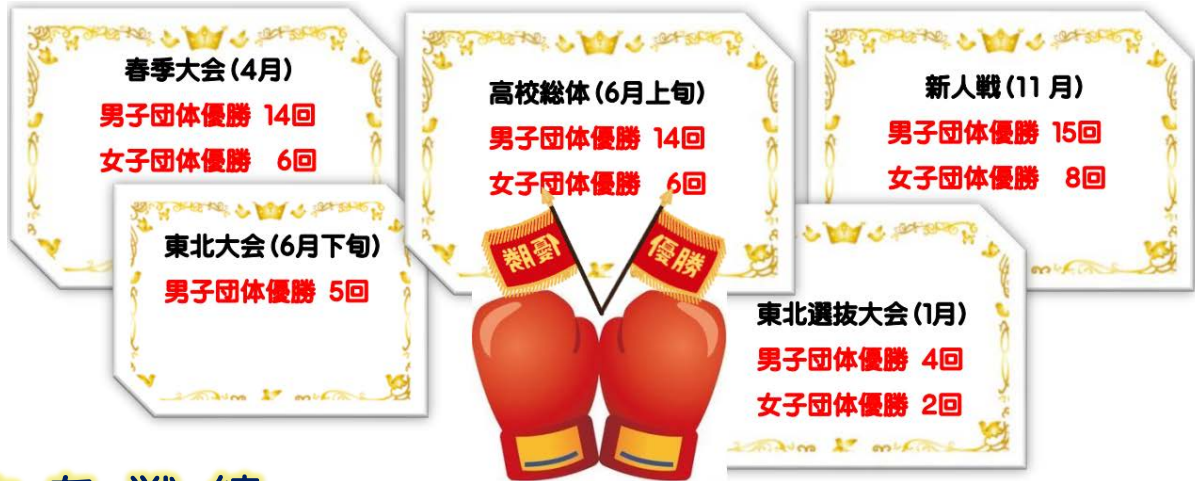 春季大会(4月)
男子団体優勝 14回
女子団体優勝 6回
東北大会(6月下旬)
男子団体優勝 5回
高校総体(6月上旬)
男子団体優勝 14回
女子団体優勝 6回
優勝
優勝
新人戦(11月)
男子団体優勝 15回
女子団体優勝 8回
東北選抜大会(1月)
男子団体優勝 4回
女子団体優勝 2回